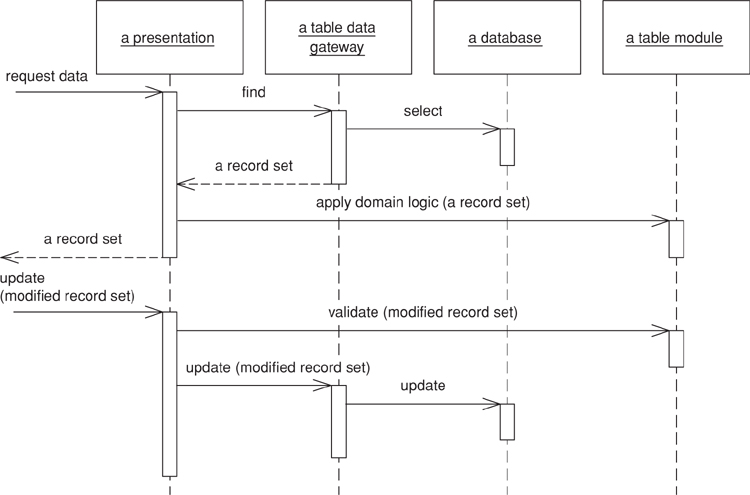 a presentation
a table data
gateway
a database
a table module
request data
find
select
a record set
apply domain logic (a record set)
a record set
update
(modified record set)
validate (modified record set)
update (modified record set)
update